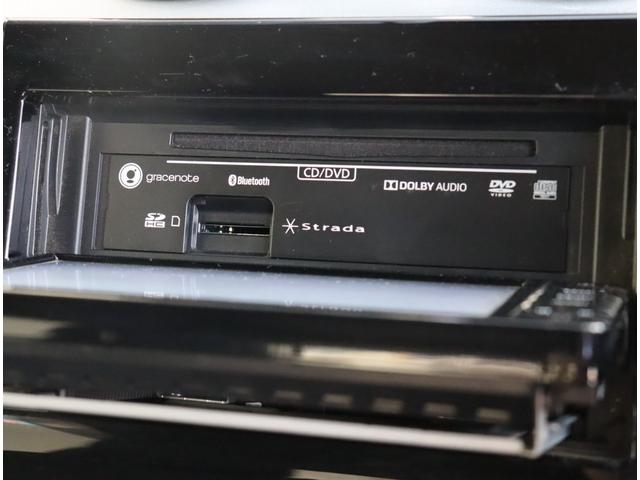 CD/DVD
gracenote
Bluetooth
DOLBY AUDIO
DVD
VIDEO
SD
HC
Strada